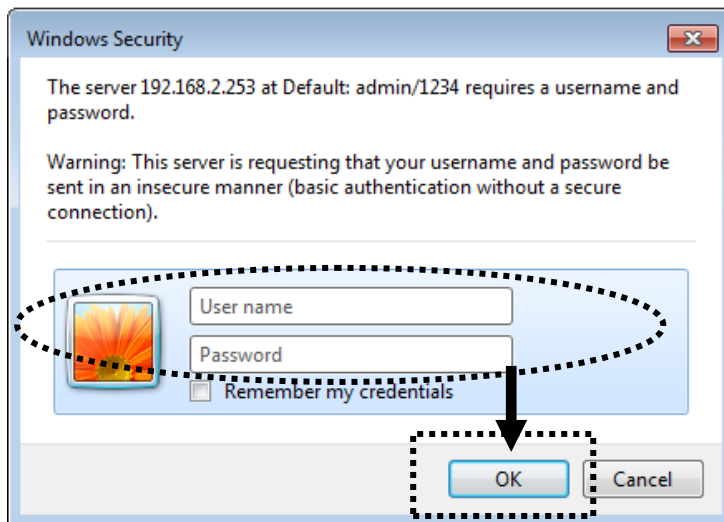 Windows Security
The server 192.168.2.253 at Default: admin/1234 requires a username and
password.
Warning: This server is requesting that your username and password be
sent in an insecure manner (basic authentication without a secure
connection).
User name
Password
Remember my credentials
OK
Cancel